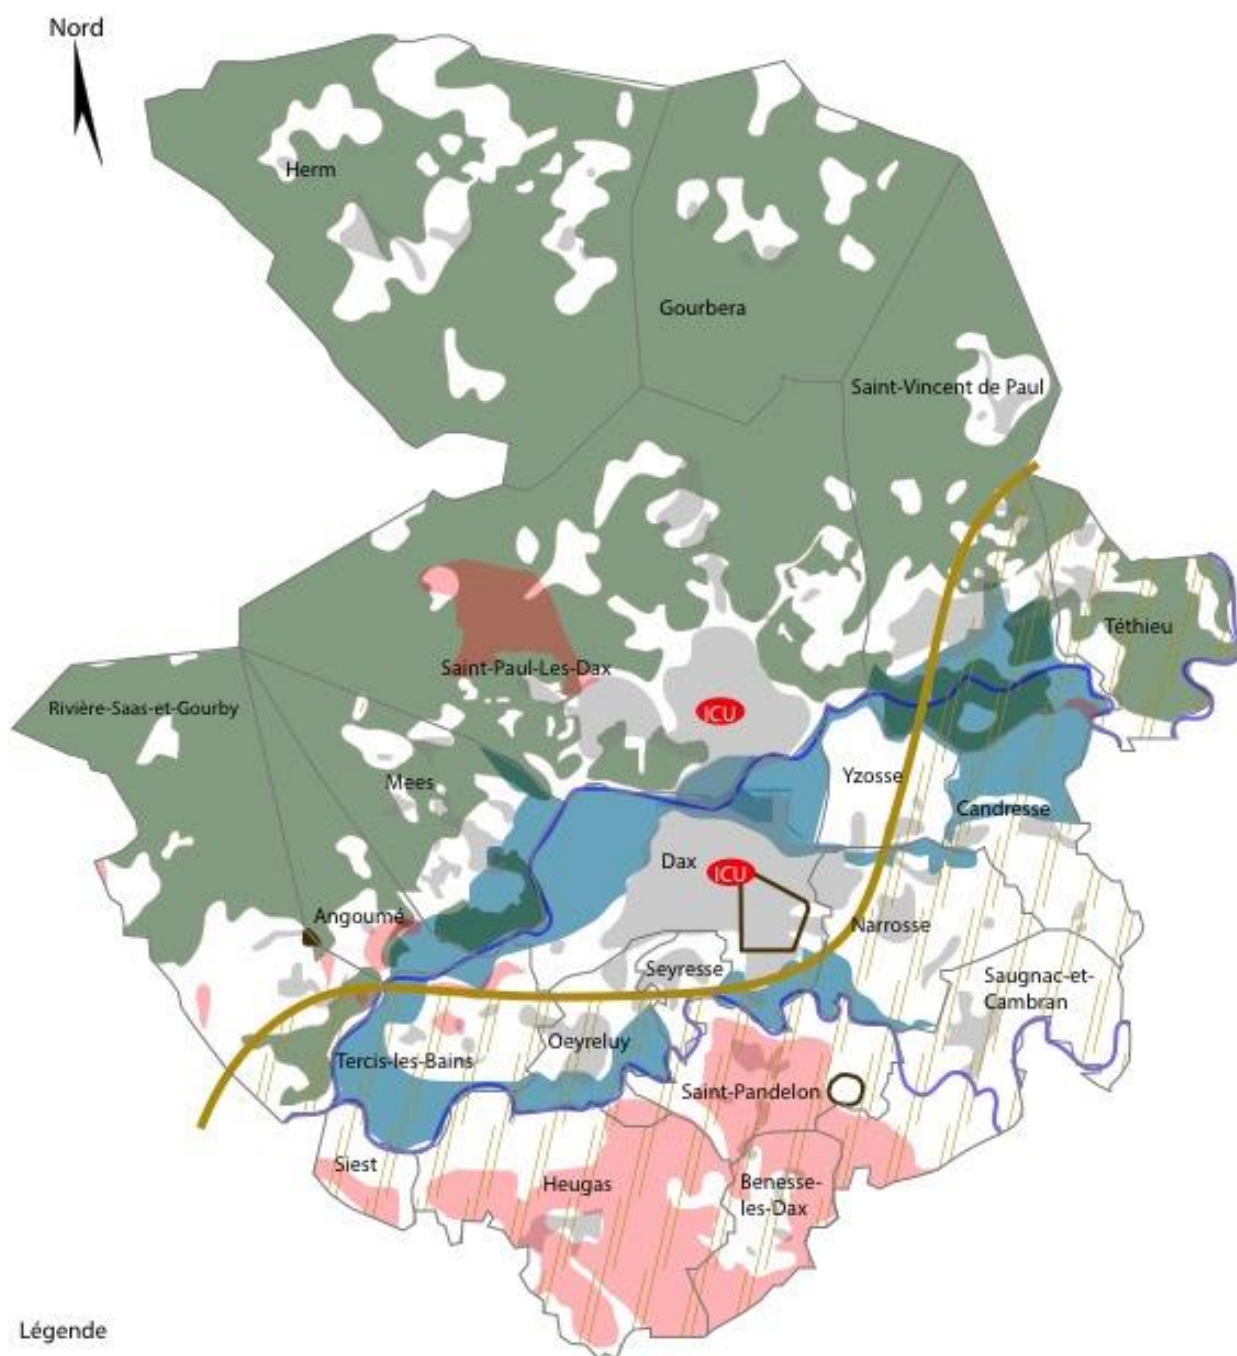 Nord
Herm
Gourbera
Saint-Vincent de Paul
Téthieu
Saint-Paul-Les-Dax
Rivière-Saas-et-Gourby
ICU
Mees
Yzosse
Candresse
Dax
ICU
Angoumé
Narrosse
Seyresse
Saugnac-et-
Cambran
Oeyreluy
Tercis-les-Bains
Saint-Pandelon
Siest
Heugas
Benesse-
les-Dax
Légende